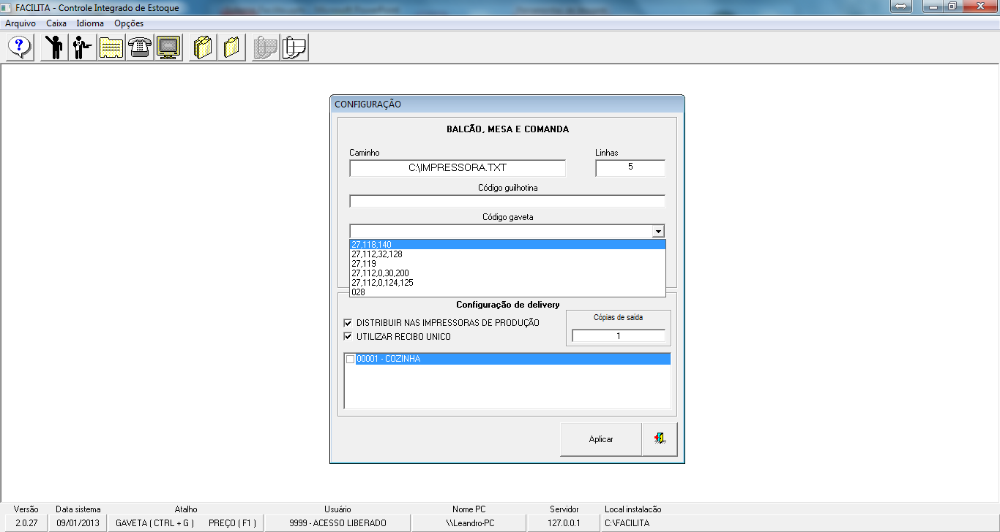 FACILITA - Controle Integrado de Estoque
Arquivo Caixa Idioma Opções
CONFIGURAÇÃO
BALCÃO, MESA E COMANDA
Caminho Linhas
C:\IMPRESSORA.TXT 5
Código guilhotina
Código gaveta
27,118,140
27,112,32,128
27,119
27,112,0,30,200
27,112,0,124,125
028
Configuração de delivery
DISTRIBUIR NAS IMPRESSORAS DE PRODUÇÃO
UTILIZAR RECIBO UNICO
Cópias de saída
1
00001 - COZINHA
Aplicar
Versão Data sistema Atalho Usuário Nome PC Servidor Local instalacão
2.0.27 09/01/2013 GAVETA ( CTRL + G ) PREÇO ( F1 ) 9999 - ACESSO LIBERADO \\Leandro-PC 127.0.0.1 C:\FACILITA